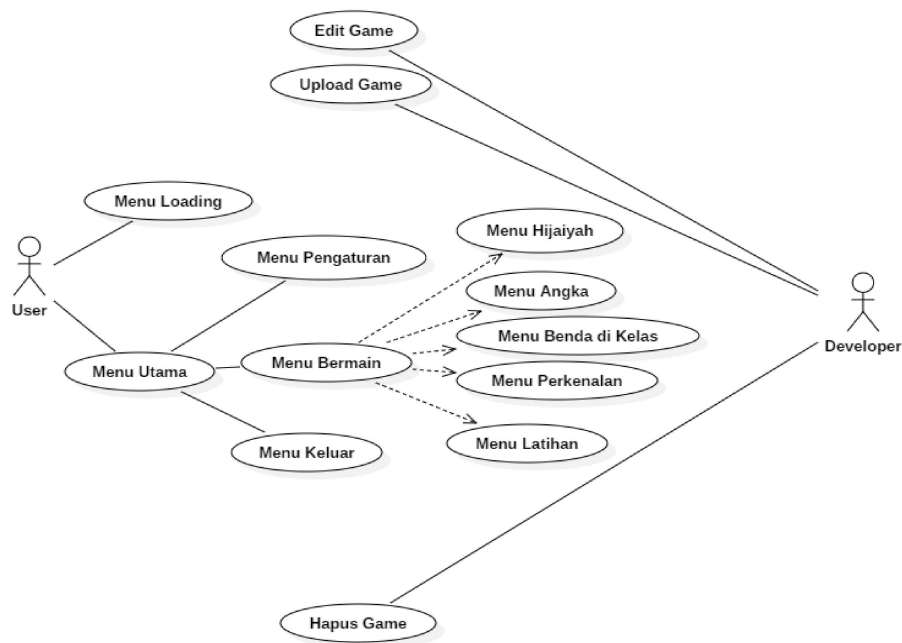 Edit Game
Upload Game
Menu Loading
Menu Hijaiyah
User
Menu Pengaturan
Menu Angka
Menu Benda di Kelas
Developer
Menu Utama
Menu Bermain
Menu Perkenalan
Menu Keluar
Menu Latihan
Hapus Game